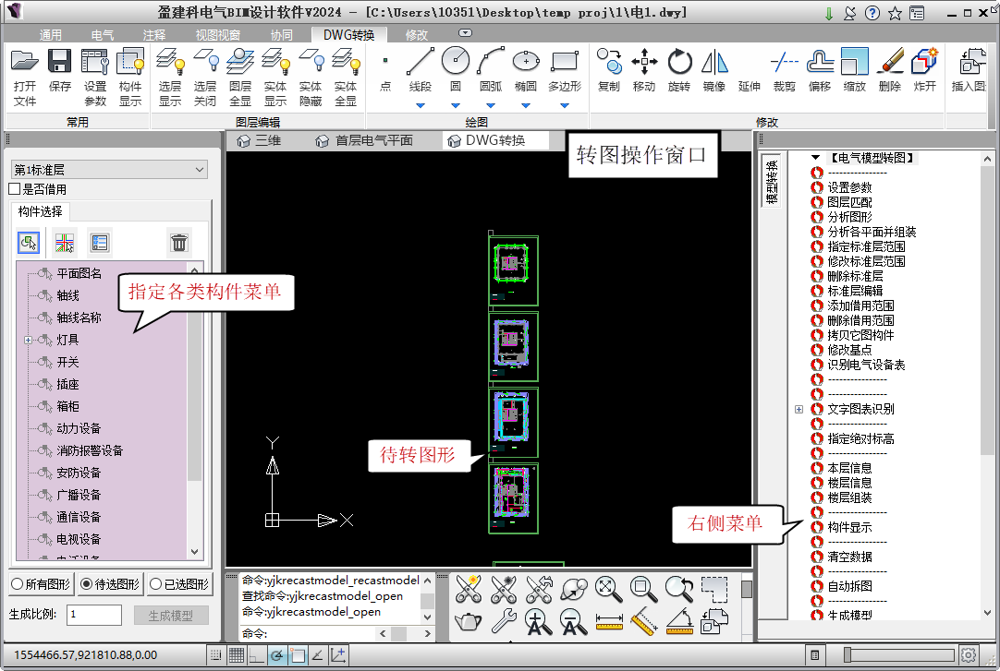 盈建科电气BIM设计软件V2024 - [C:\Users\10351\Desktop\temp proj\1\电1.dwy]
通用 电气 注释 视图视窗 协同 DWG转换 修改
打开文件 保存 设置参数 构件显示 选层显示 选层关闭 图层全显 实体显示 实体隐藏 实体全显 点 线段 圆 圆弧 椭圆 多边形 复制 移动 旋转 镜像 延伸 裁剪 偏移 缩放 删除 炸开 插入图
常用 图层编辑 绘图 修改
三维 首层电气平面 DWG转换
转图操作窗口
第1标准层
是否借用
构件选择
平面图名
轴线
轴线名称
灯具
开关
插座
箱柜
动力设备
消防报警设备
安防设备
广播设备
通信设备
电视设备
电话设备
指定各类构件菜单
所有图形 待选图形 已选图形
生成比例: 1 生成模型
Y
X
待转图形
右侧菜单
模型转换
【电气模型转图】
----------------
设置参数
图层匹配
分析图形
分析各平面并组装
指定标准层范围
修改标准层范围
删除标准层
标准层编辑
添加借用范围
删除借用范围
拷贝它图构件
修改基点
识别电气设备表
----------------
----------------
文字图表识别
----------------
指定绝对标高
----------------
本层信息
楼层信息
楼层组装
----------------
构件显示
----------------
清空数据
----------------
自动拆图
----------------
生成模型
命令:yjkrecastmodel_recastmodel
查找命令:yjkrecastmodel_open
命令:yjkrecastmodel_open
命令:
1554466.57,921810.88,0.00